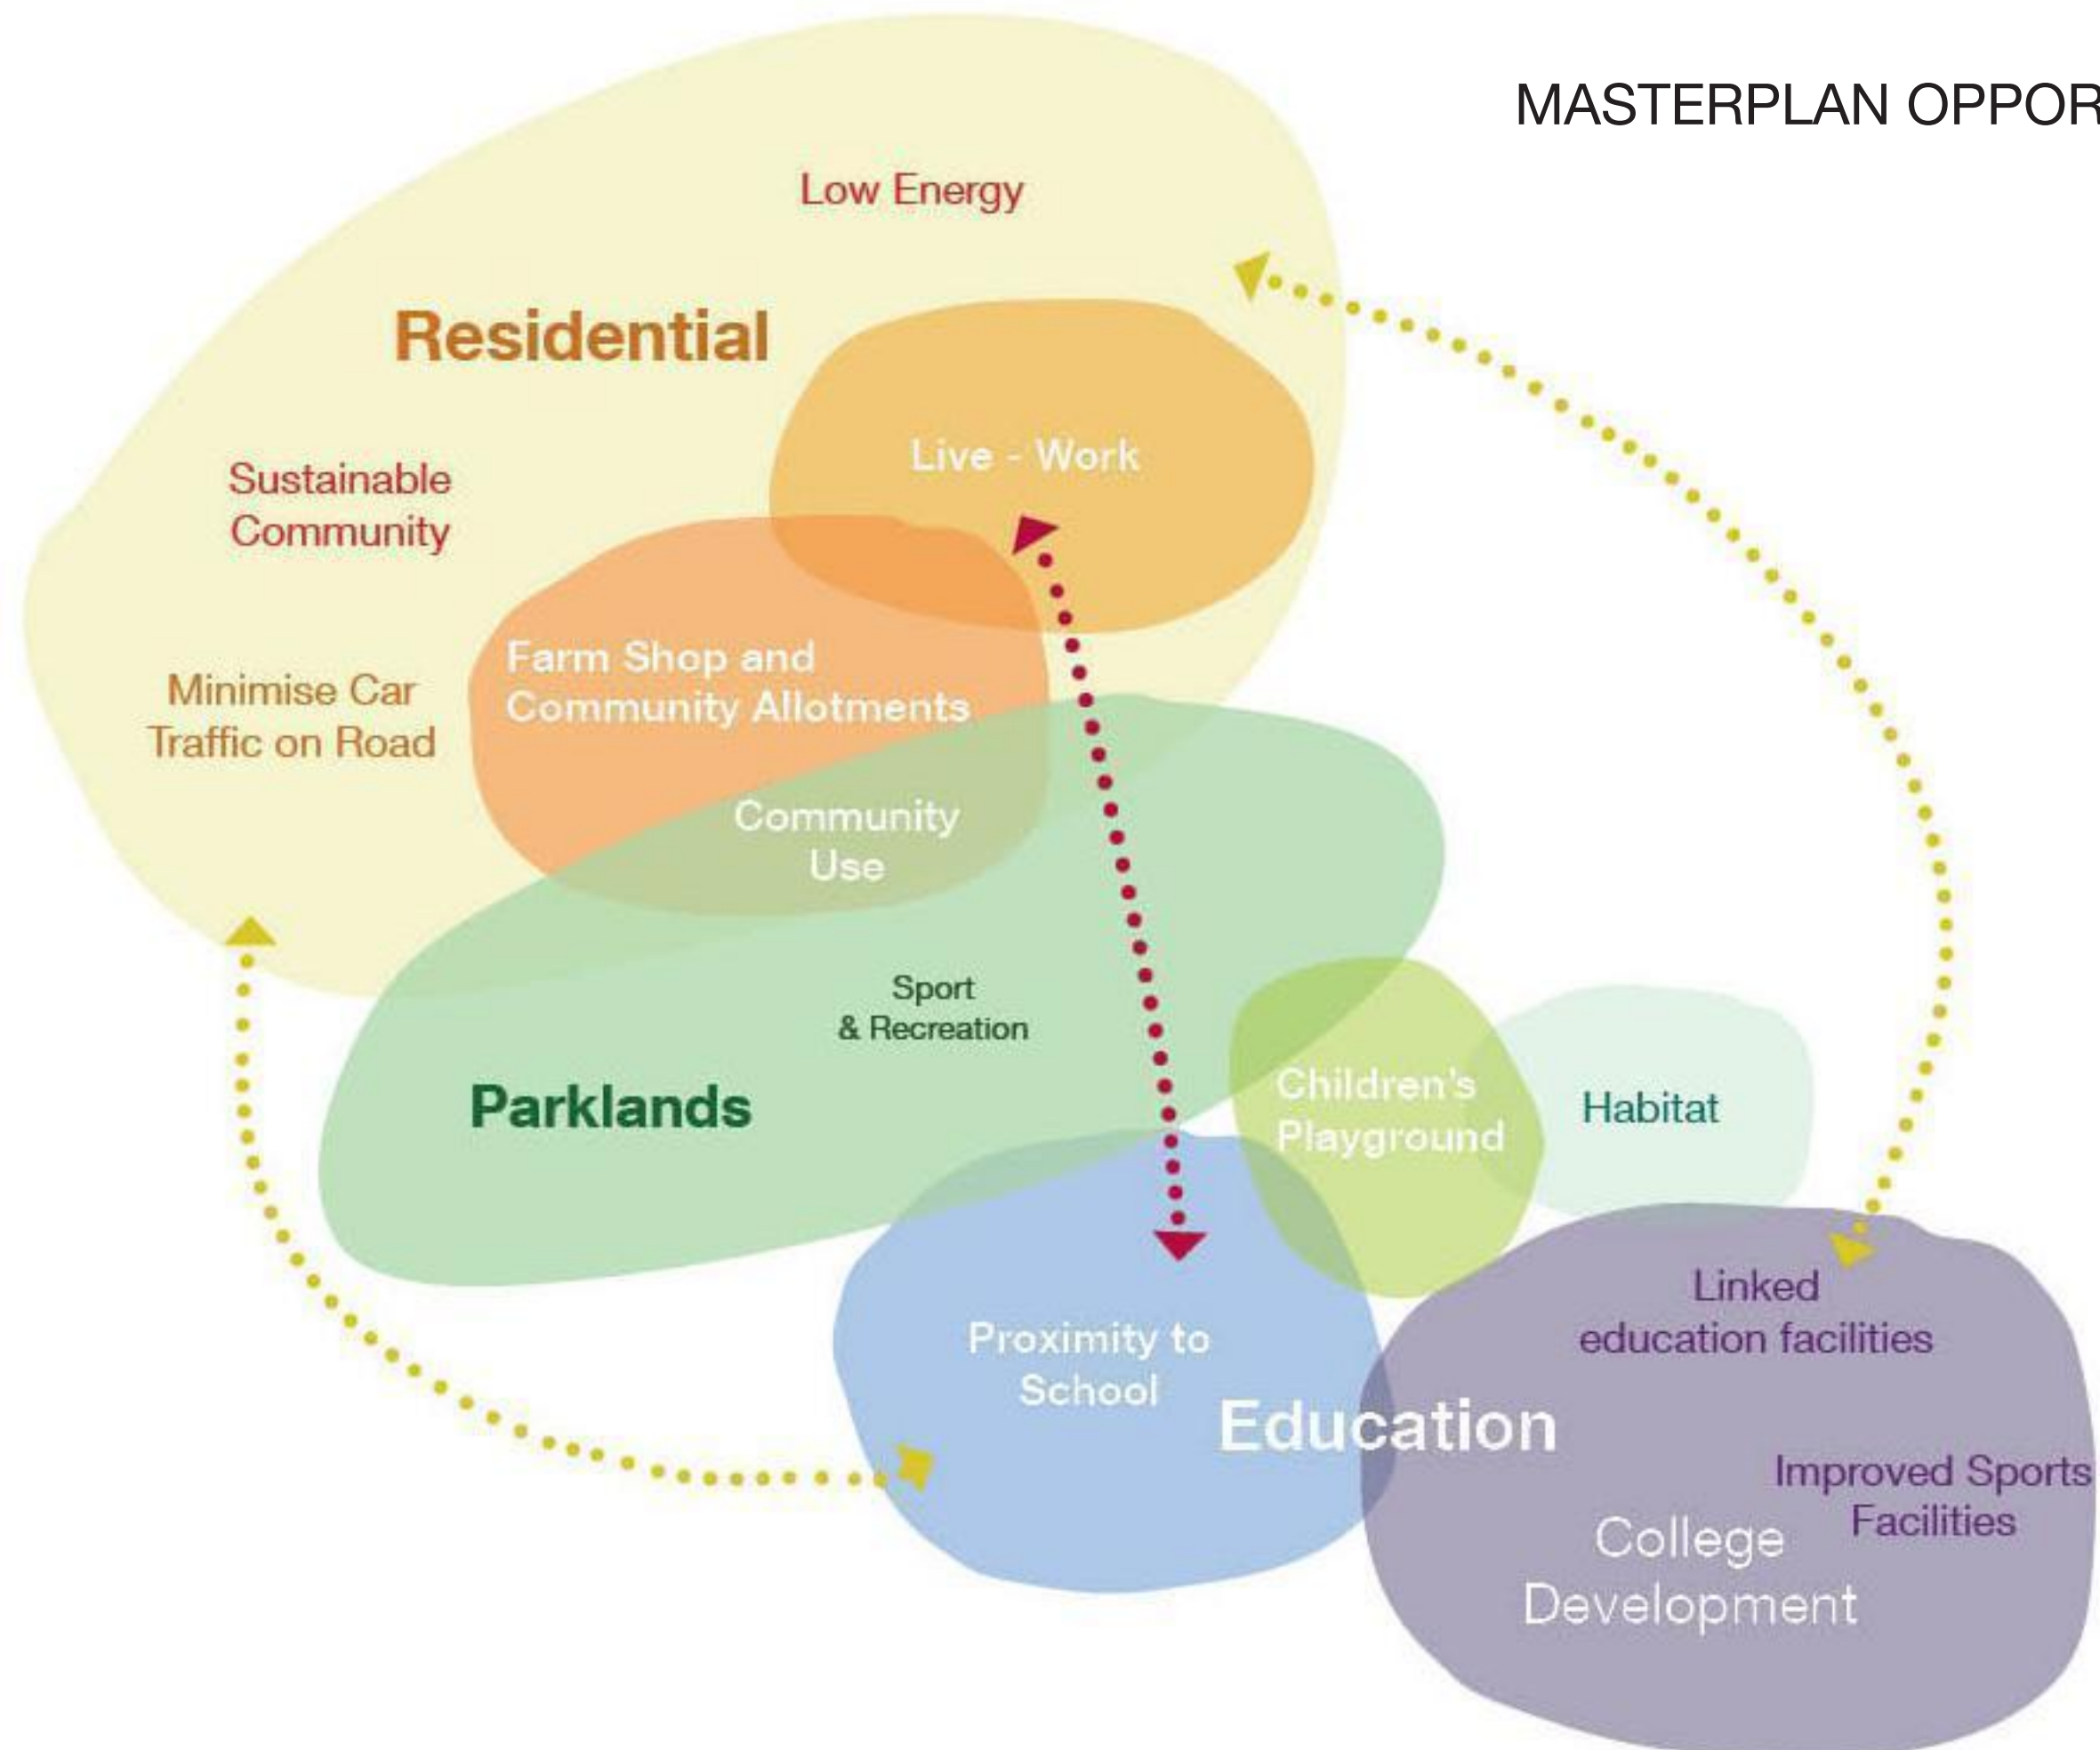 MASTERPLAN OPPOR
Low Energy
Residential
Live - Work
Sustainable
Community
Farm Shop and
Community Allotments
Minimise Car
Traffic on Road
Community
Use
Sport
& Recreation
Parklands
Children's
Playground
Habitat
Linked
education facilities
Proximity to
School
Education
Improved Sports
Facilities
College
Development